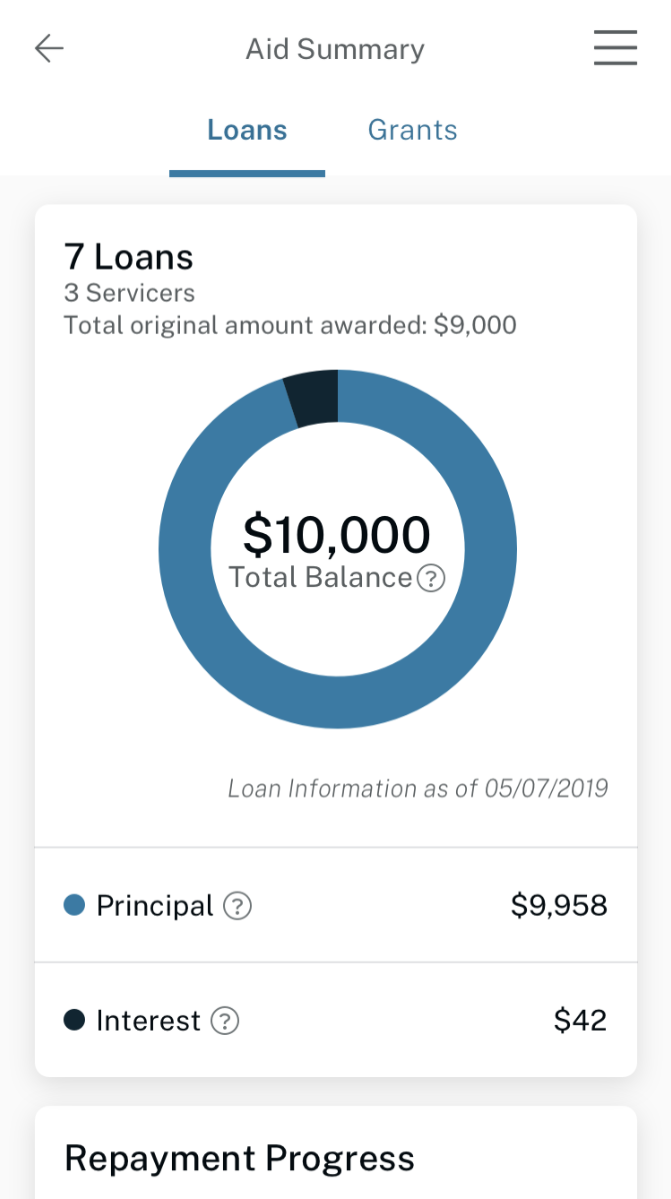 Aid Summary
Loans Grants
7 Loans
3 Servicers
Total original amount awarded: $9,000
$10,000
Total Balance ?
Loan Information as of 05/07/2019
Principal ? $9,958
Interest ? $42
Repayment Progress